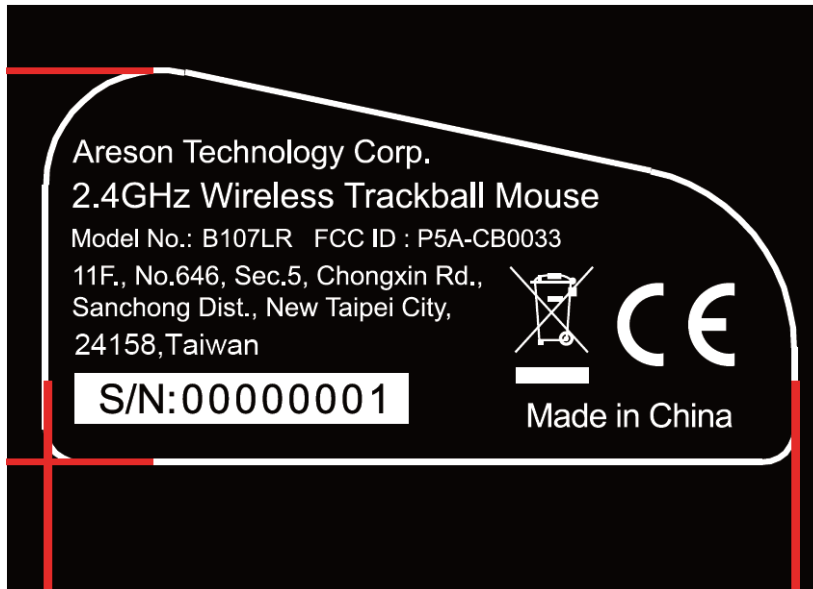 Areson Technology Corp.
2.4GHz Wireless Trackball Mouse
Model No.: B107LR FCC ID : P5A-CB0033
11F., No.646, Sec.5, Chongxin Rd.,
Sanchong Dist., New Taipei City,
24158,Taiwan
CE
S/N:00000001
Made in China